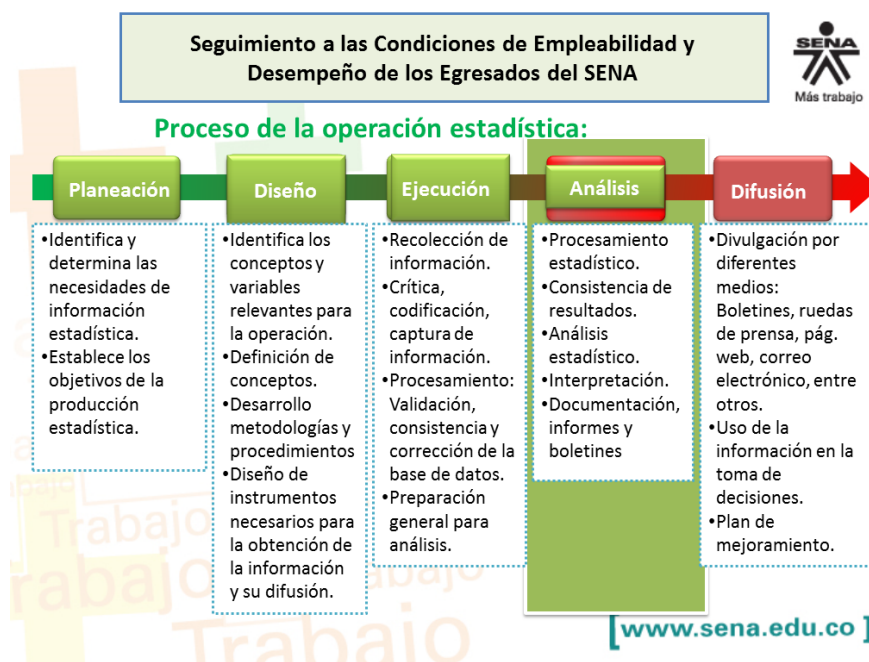 Seguimiento a las Condiciones de Empleabilidad y
Desempeño de los Egresados del SENA
SENA
Más trabajo
Proceso de la operación estadística:
Planeación
•Identifica y
determina las
necesidades de
información
estadística.
•Establece los
objetivos de la
producción
estadística.
Diseño
•Identifica los
conceptos y
variables
relevantes para
la operación.
•Definición de
conceptos.
•Desarrollo
metodologías y
procedimientos
•Diseño de
instrumentos
necesarios para
la obtención de
la información
y su difusión.
Ejecución
•Recolección de
información.
•Crítica,
codificación,
captura de
información.
•Procesamiento:
Validación,
consistencia y
corrección de la
base de datos.
•Preparación
general para
análisis.
Análisis
•Procesamiento
estadístico.
•Consistencia de
resultados.
•Análisis
estadístico.
•Interpretación.
•Documentación,
informes y
boletines
Difusión
•Divulgación por
diferentes
medios:
Boletines, ruedas
de prensa, pág.
web, correo
electrónico, entre
otros.
•Uso de la
información en la
toma de
decisiones.
•Plan de
mejoramiento.
Trabajo
Trabajo
[www.sena.edu.co]